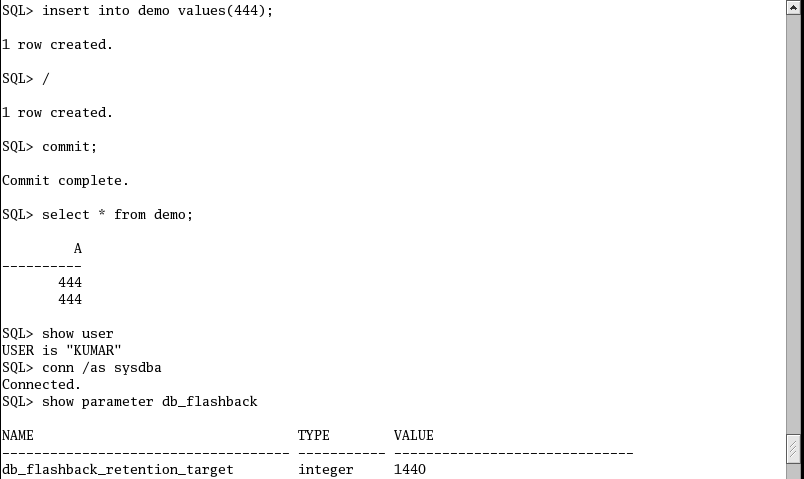 SQL> insert into demo values(444);
1 row created.
SQL> /
1 row created.
SQL> commit;
Commit complete.
SQL> select * from demo;
A
----------
444
444
SQL> show user
USER is "KUMAR"
SQL> conn /as sysdba
Connected.
SQL> show parameter db_flashback
NAME                                 TYPE        VALUE
------------------------------------ ----------- ------------------------------
db_flashback_retention_target        integer     1440